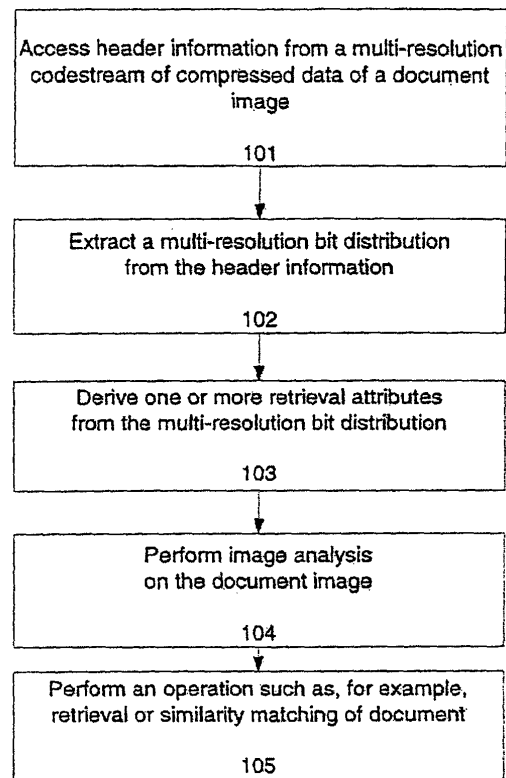 Access header information from a multi-resolution
codestream of compressed data of a document
image
101
Extract a multi-resolution bit distribution
from the header information
102
Derive one or more retrieval attributes
from the multi-resolution bit distribution
103
Perform image analysis
on the document image
104
Perform an operation such as, for example,
retrieval or similarity matching of document
105